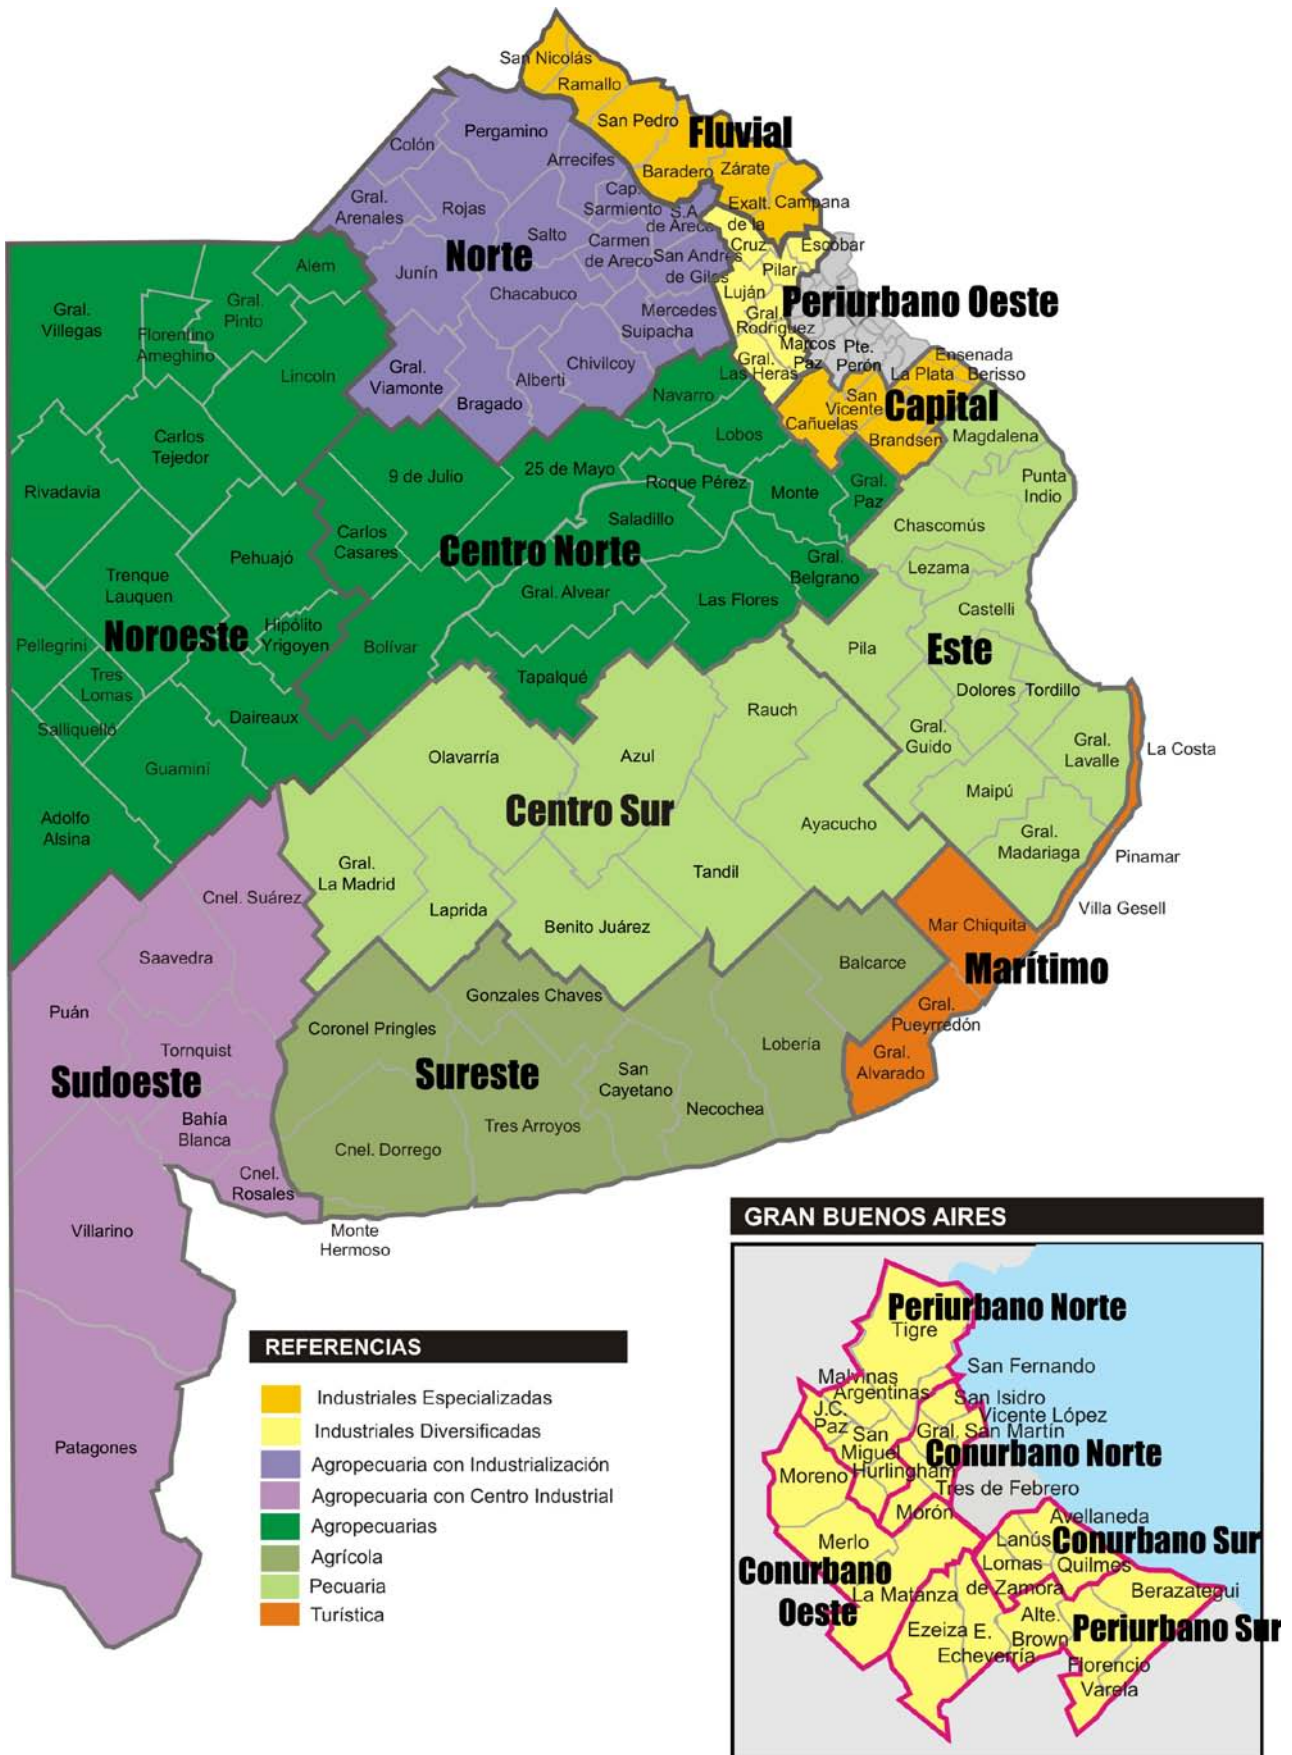 San Nicolás
Ramallo
San Pedro
Fluvial
Pergamino
Colón
Arrecifes
Baradero
Zárate
Cap.
Sarmiento
Gral.
Arenales
Rojas
S.A.
de Areco
Exalt.
de la
Cruz
Campana
Salto
Carmen
de Areco
San Andrés
de Giles
Escobar
Norte
Junín
Pilar
Alem
Chacabuco
Luján
Periurbano Oeste
Gral.
Villegas
Gral.
Pinto
Mercedes
Suipacha
Gral.
Rodriguez
Florentino
Ameghino
Marcos
Paz
Pte.
Perón
Ensenada
Lincoln
Gral.
Viamonte
Alberti
Chivilcoy
Gral.
Las Heras
La Plata
Berisso
Bragado
Navarro
San
Vicente
Capital
Cañuelas
Brandsen
Carlos
Tejedor
Lobos
Magdalena
9 de Julio
25 de Mayo
Roque Pérez
Rivadavia
Monte
Gral.
Paz
Punta
Indio
Saladillo
Chascomús
Carlos
Casares
Centro Norte
Pehuajó
Gral.
Belgrano
Lezama
Trenque
Lauquen
Gral. Alvear
Las Flores
Castelli
Noroeste
Hipólito
Yrigoyen
Pellegrini
Bolívar
Pila
Este
Tres
Lomas
Tapalqué
Dolores
Tordillo
Salliquelló
Daireaux
Rauch
Gral.
Guido
Gral.
Lavalle
La Costa
Olavarría
Azul
Guaminí
Maipú
Centro Sur
Adolfo
Alsina
Ayacucho
Gral.
Madariaga
Pinamar
Gral.
La Madrid
Tandil
Cnel. Suárez
Laprida
Villa Gesell
Benito Juárez
Mar Chiquita
Saavedra
Balcarce
Marítimo
Gonzales Chaves
Puán
Coronel Pringles
Gral.
Pueyrredón
Tornquist
Lobería
Sudoeste
Sureste
San
Cayetano
Gral.
Alvarado
Necochea
Bahía
Blanca
Tres Arroyos
Cnel. Dorrego
Cnel.
Rosales
Villarino
Monte
Hermoso
Patagones
REFERENCIAS
Industriales Especializadas
Industriales Diversificadas
Agropecuaria con Industrialización
Agropecuaria con Centro Industrial
Agropecuarias
Agrícola
Pecuaria
Turística
GRAN BUENOS AIRES
Periurbano Norte
Tigre
San Fernando
Malvinas
Argentinas
San Isidro
J.C.
Paz
Vicente López
San
Miguel
Gral. San Martín
Conurbano Norte
Moreno
Hurlingham
Tres de Febrero
Morón
Avellaneda
Merlo
Lanús
Conurbano Sur
Lomas
de Zamora
Quilmes
Conurbano
Oeste
La Matanza
Berazategui
Ezeiza
E.
Echeverría
Alte.
Brown
Periurbano Sur
Florencio
Varela